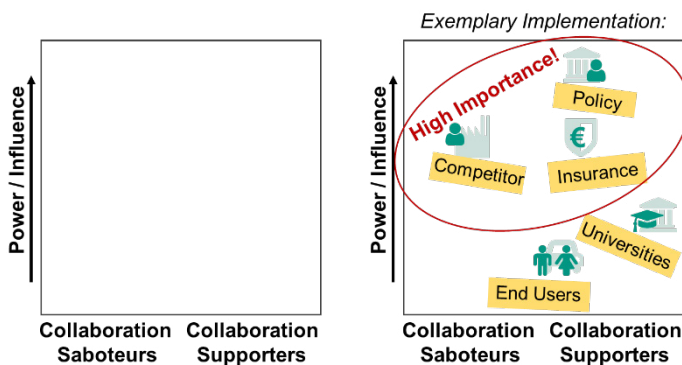 Exemplary Implementation:
Power / Influence
Collaboration
Saboteurs
Collaboration
Supporters
Power / Influence
High Importance!
Policy
Competitor
€
Insurance
Universities
End Users
Collaboration
Saboteurs
Collaboration
Supporters